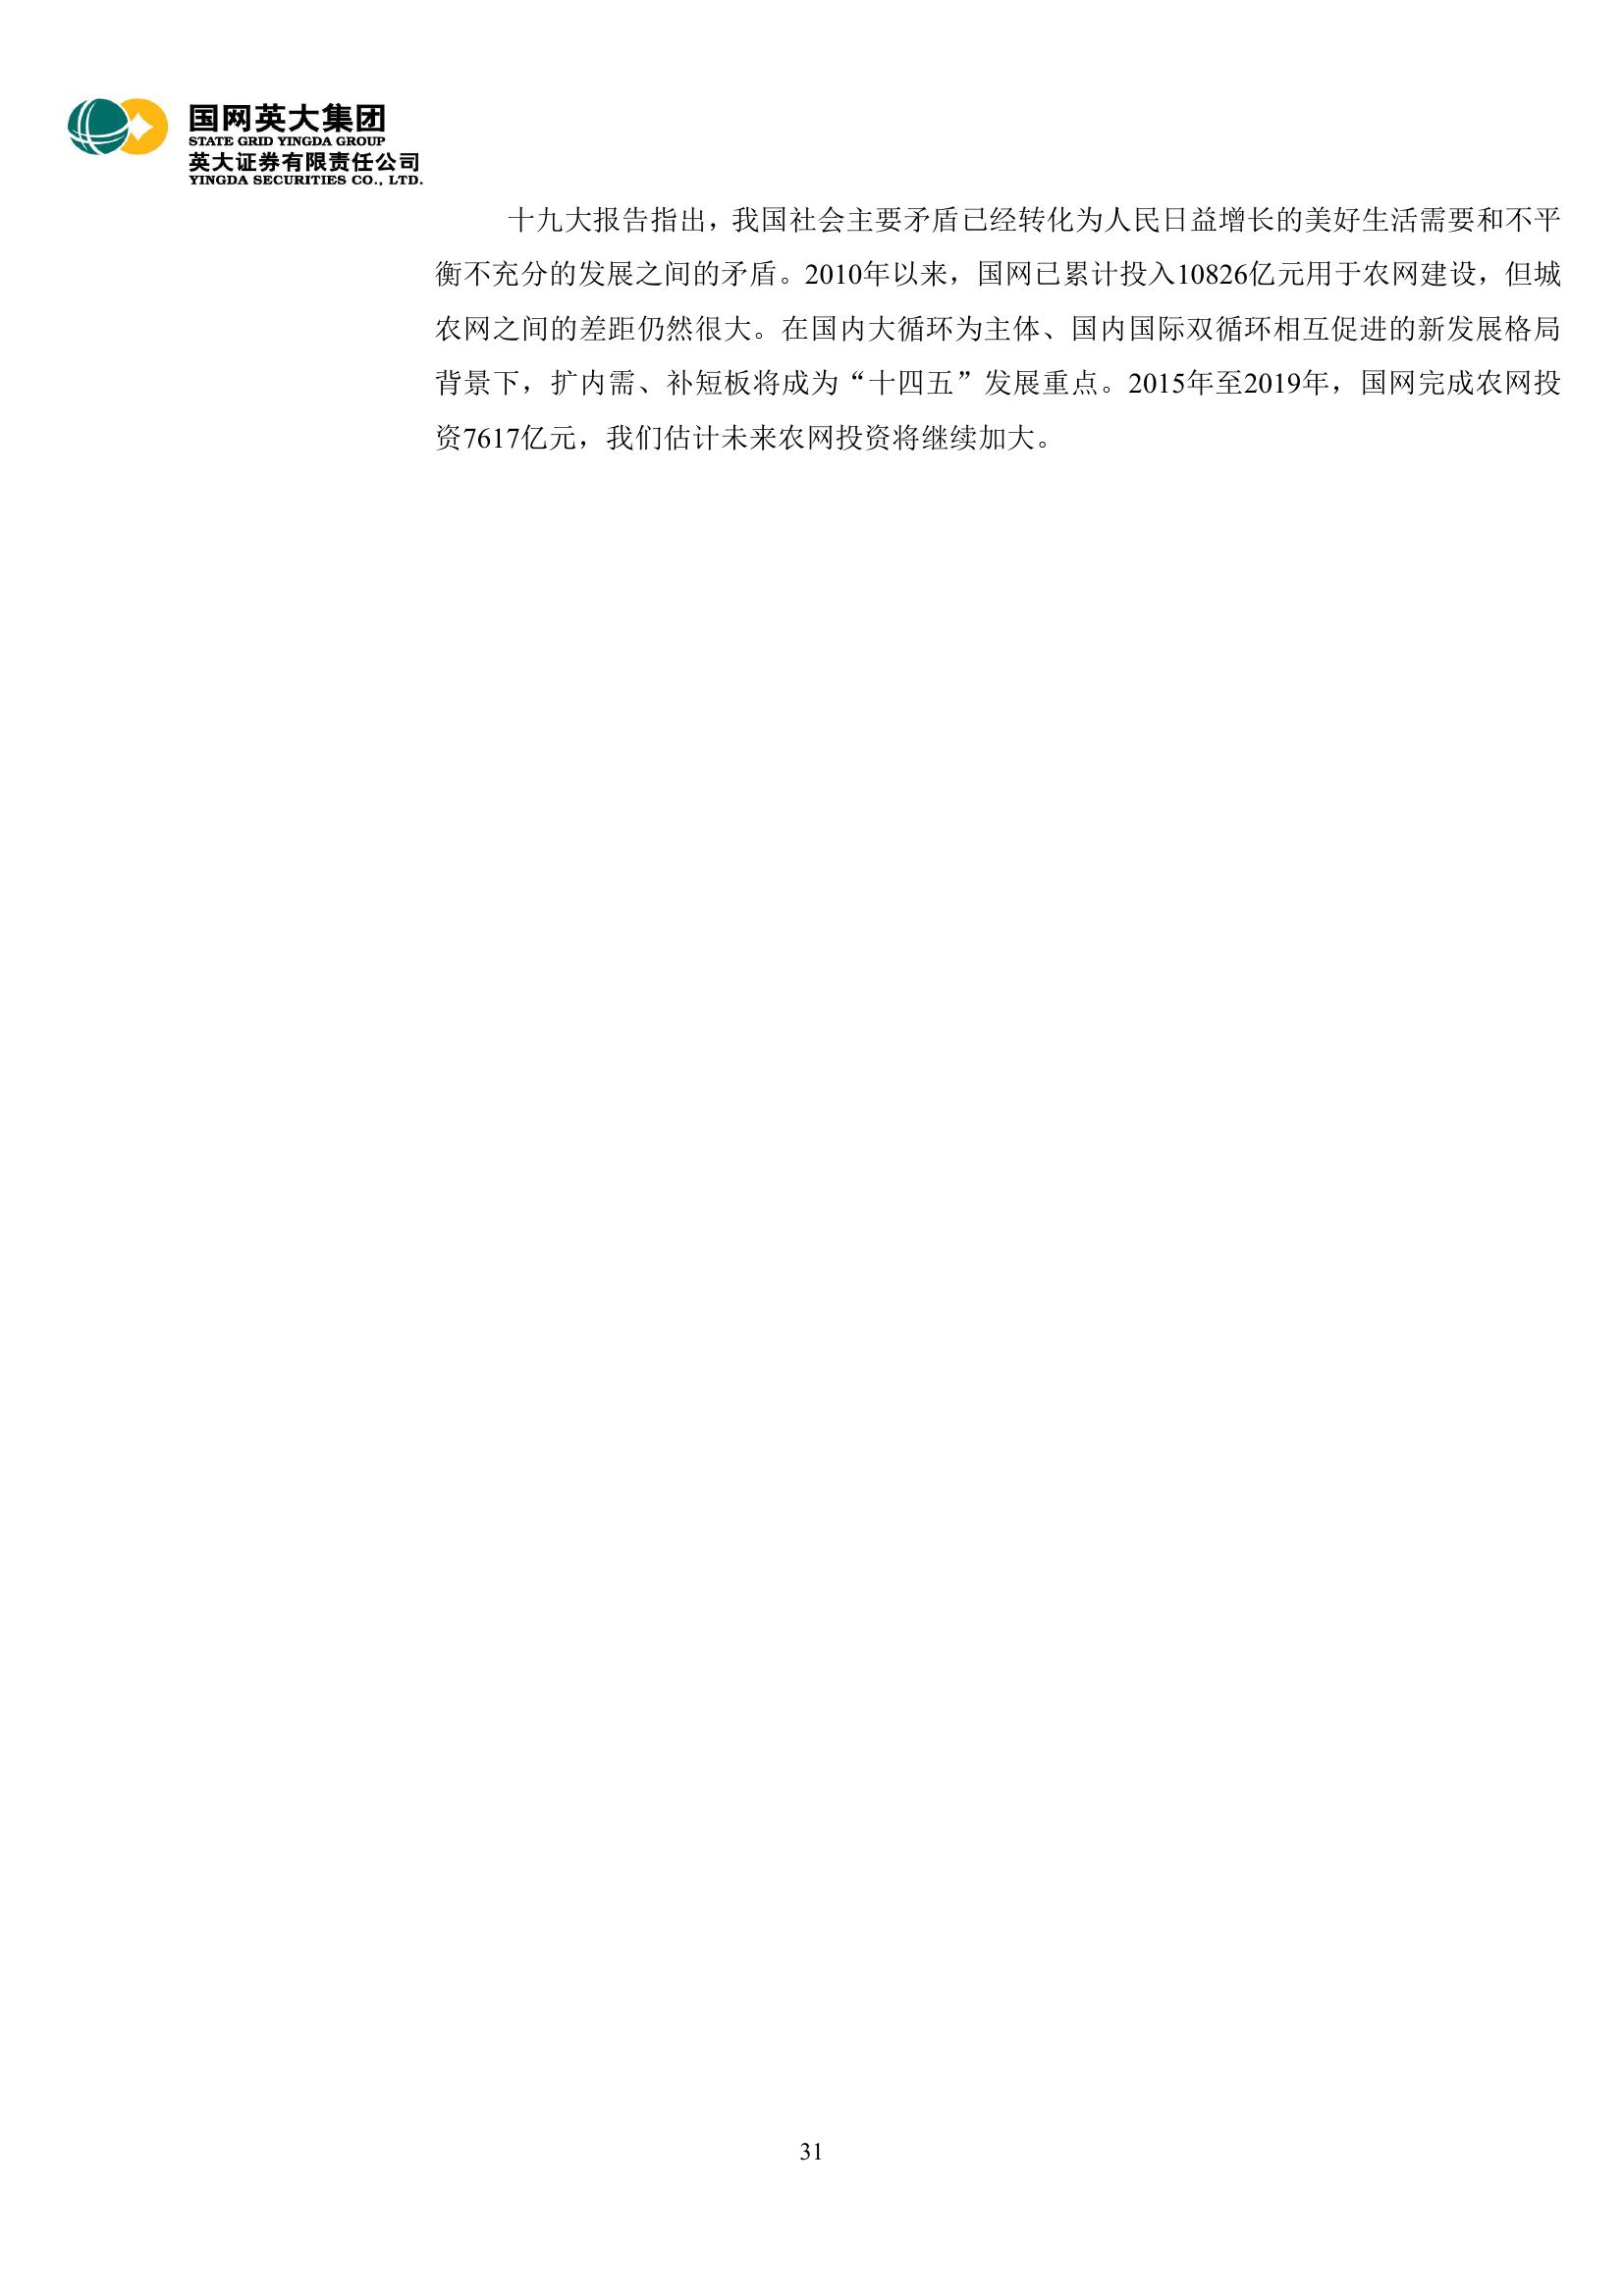 国网英大集团
STATE GRID YINGDA GROUP
英大证券有限责任公司
YINGDA SECURITIES CO., LTD.
十九大报告指出，我国社会主要矛盾已经转化为人民日益增长的美好生活需要和不平
衡不充分的发展之间的矛盾。2010年以来，国网已累计投入10826亿元用于农网建设，但城
农网之间的差距仍然很大。在国内大循环为主体、国内国际双循环相互促进的新发展格局
背景下，扩内需、补短板将成为“十四五”发展重点。2015年至2019年，国网完成农网投
资7617亿元，我们估计未来农网投资将继续加大。
31